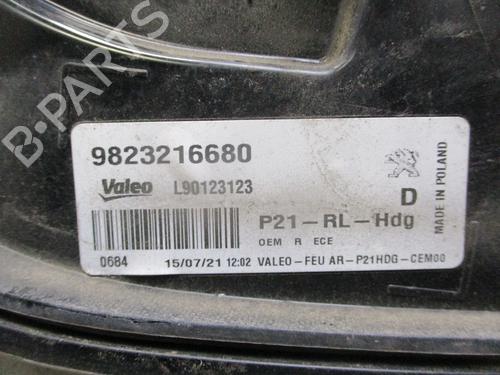 B-PARTS
9823216680
Valeo L90123123
D
MADE IN POLAND
P21-RL-Hdg
OEM R ECE
0684 15/07/21 12:02 VALEO-FEU AR-P21HDG-CEM00